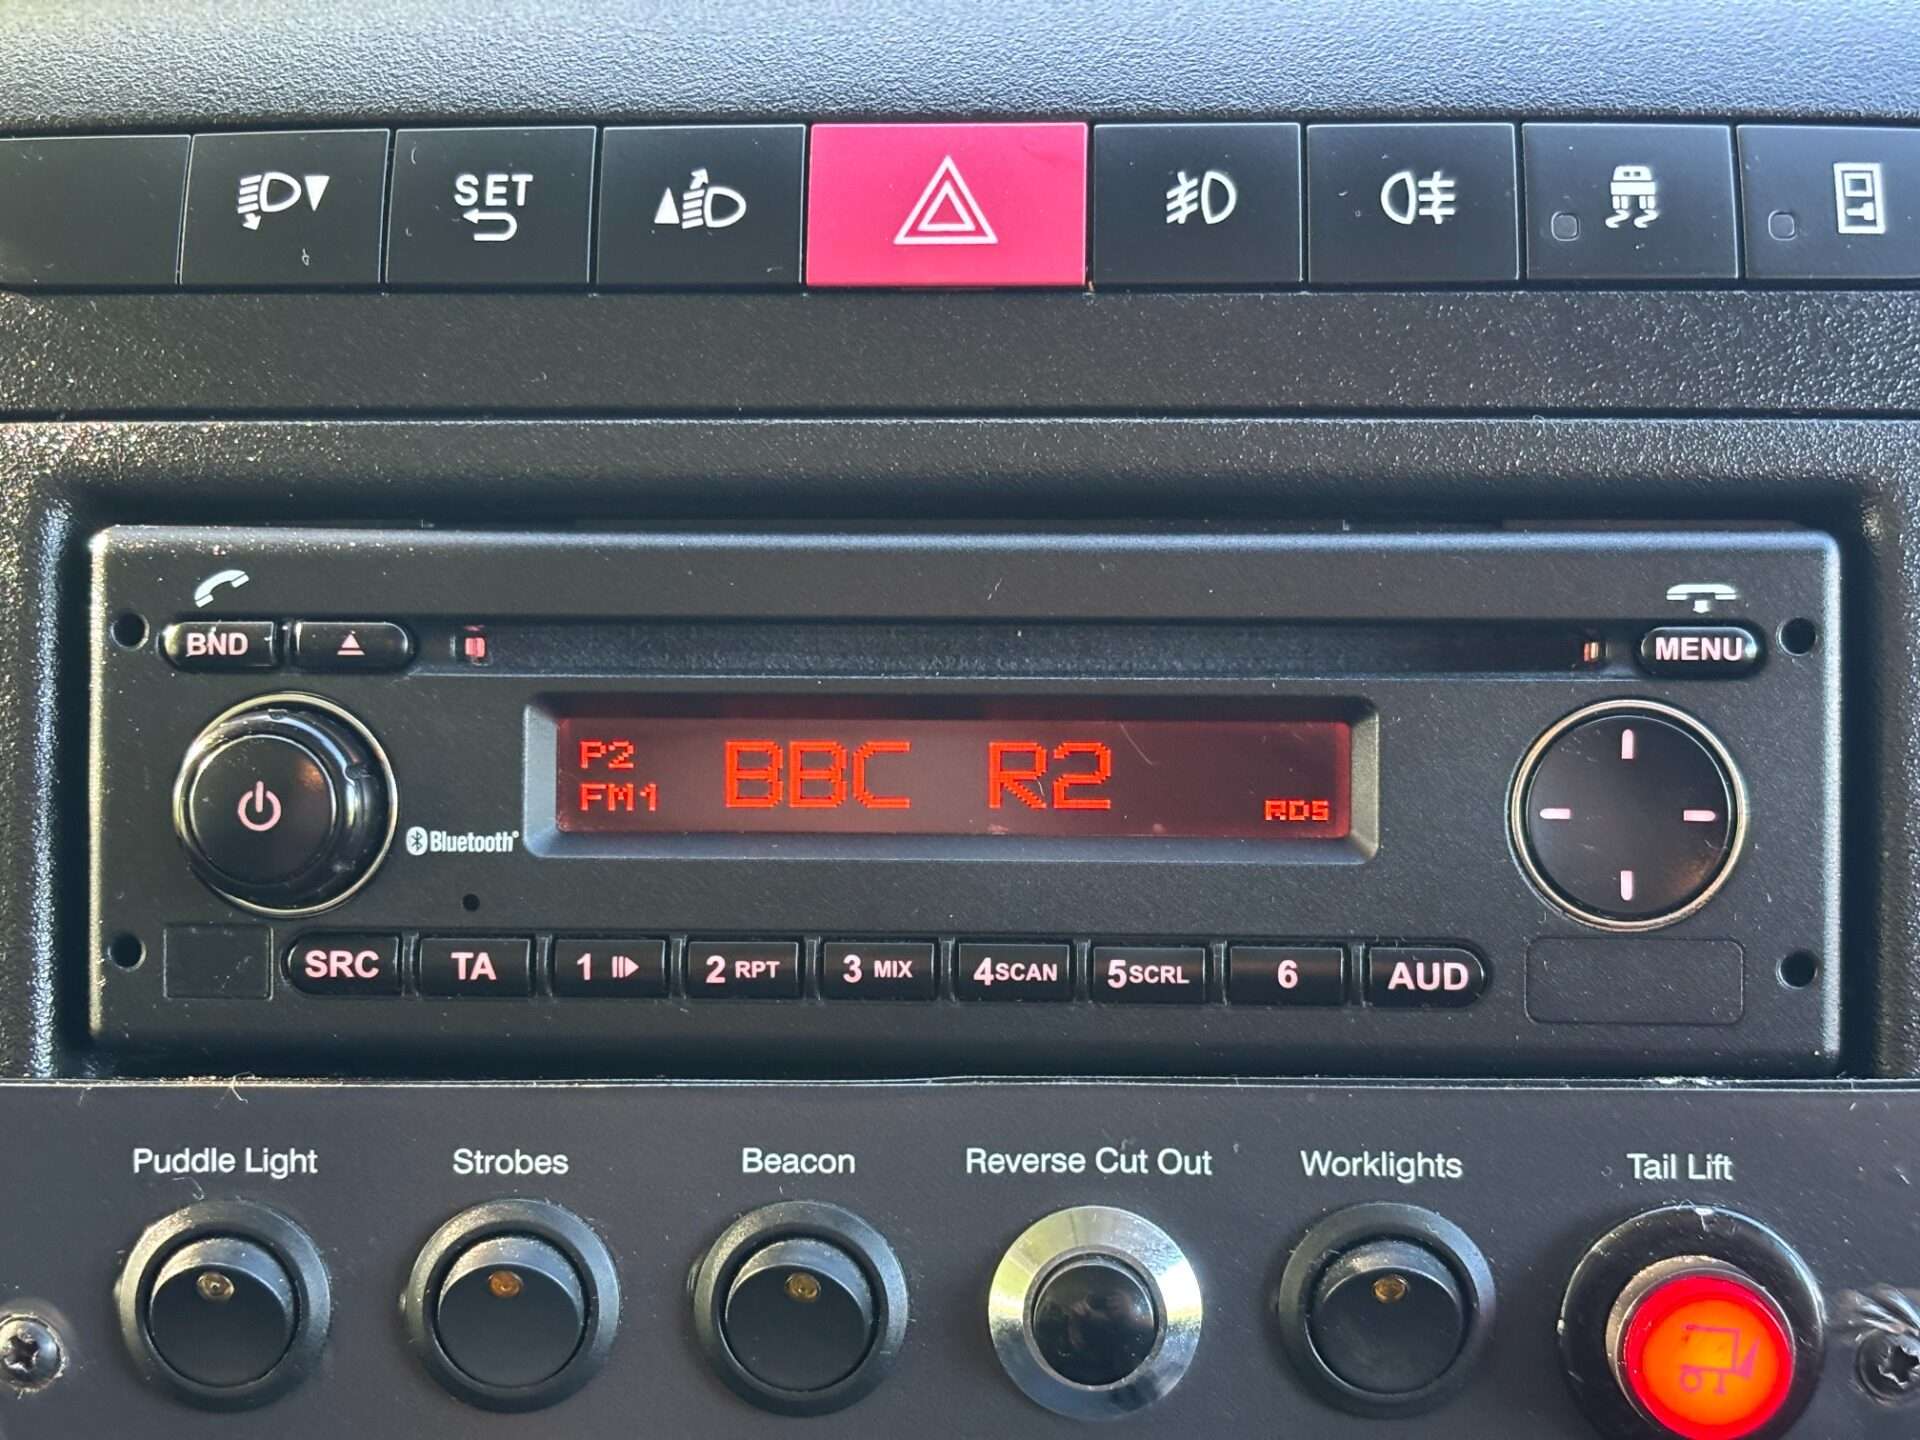 SET
BND
MENU
P2
FM1
BBC R2
RDS
Bluetooth®
SRC TA 1 2 RPT 3 MIX 4SCAN 5SCRL 6 AUD
Puddle Light Strobes Beacon Reverse Cut Out Worklights Tail Lift